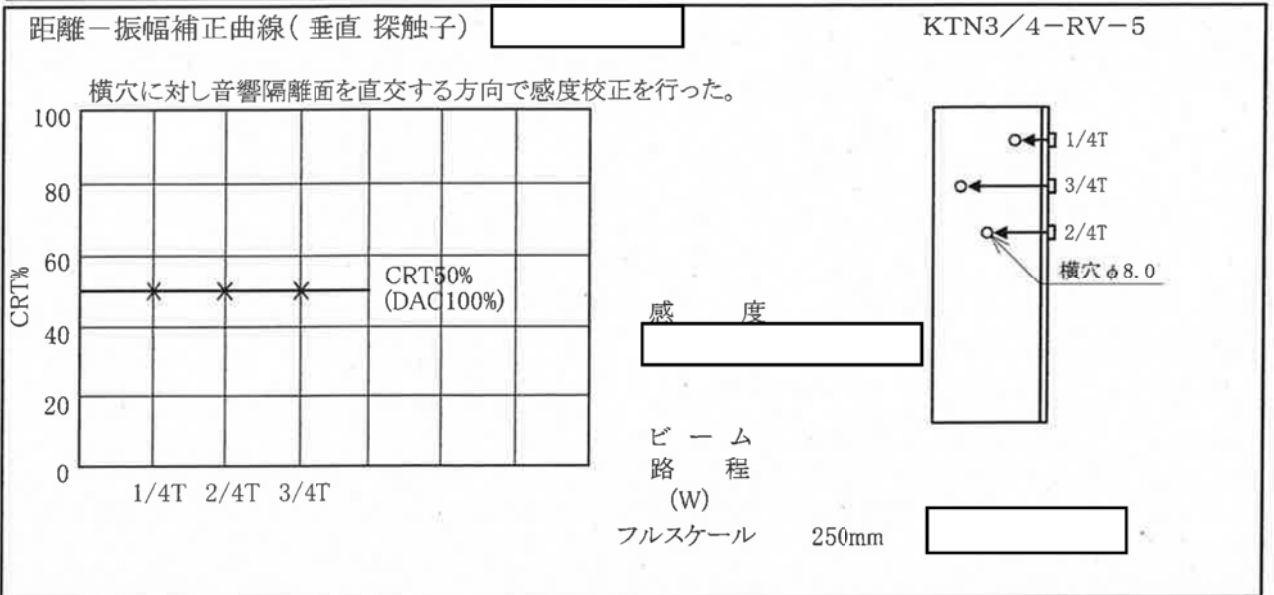 距離－振幅補正曲線( 垂直 探触子)
KTN3／4－RV－5
横穴に対し音響隔離面を直交する方向で感度校正を行った。
100
80
60
40
20
0
CRT%
CRT50%
(DAC100%)
1/4T 2/4T 3/4T
1/4T
3/4T
2/4T
横穴φ8.0
感 度
ビ ー ム
路 程
(W)
フルスケール 250mm